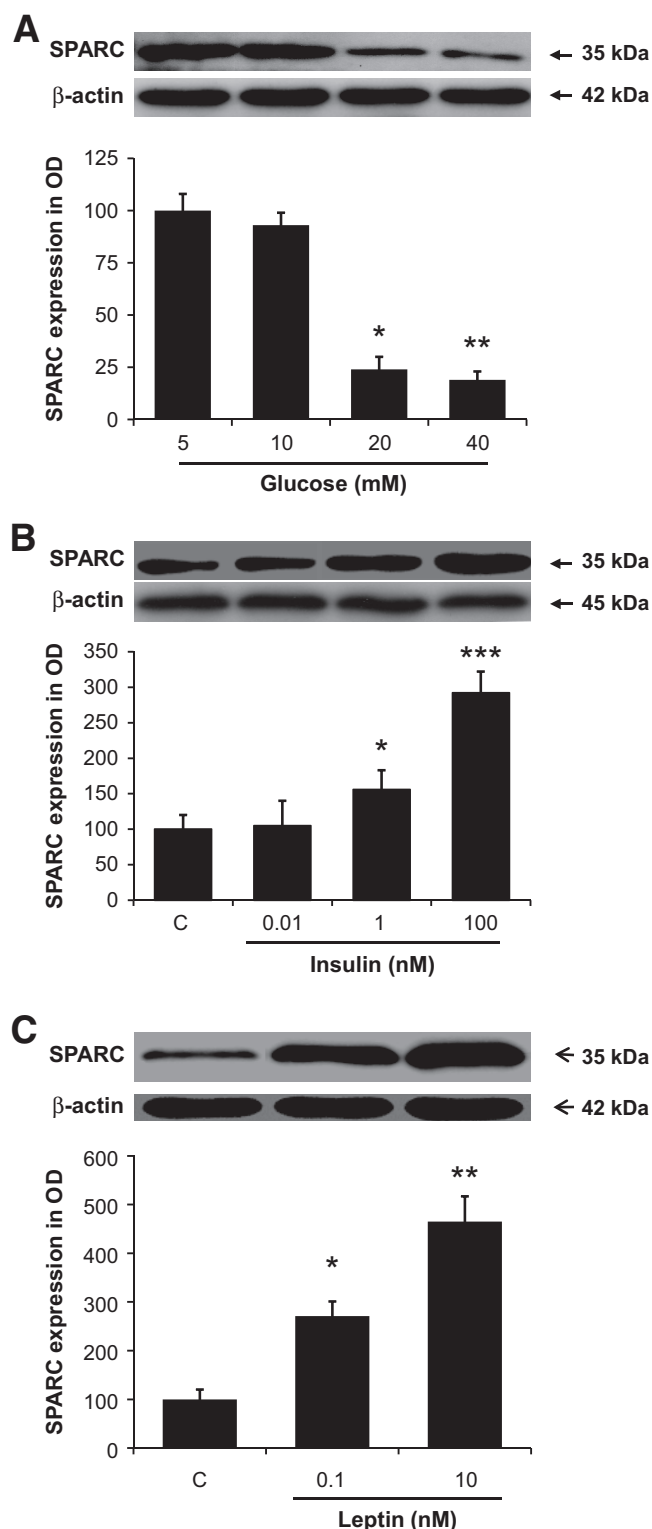 A
SPARC
35 kDa
β-actin
42 kDa
SPARC expression in OD
125
100
75
50
25
0
*
**
5 10 20 40
Glucose (mM)
B
SPARC
35 kDa
β-actin
45 kDa
SPARC expression in OD
350
300
250
200
150
100
50
0
*
***
C 0.01 1 100
Insulin (nM)
C
SPARC
35 kDa
β-actin
42 kDa
SPARC expression in OD
600
500
400
300
200
100
0
*
**
C 0.1 10
Leptin (nM)